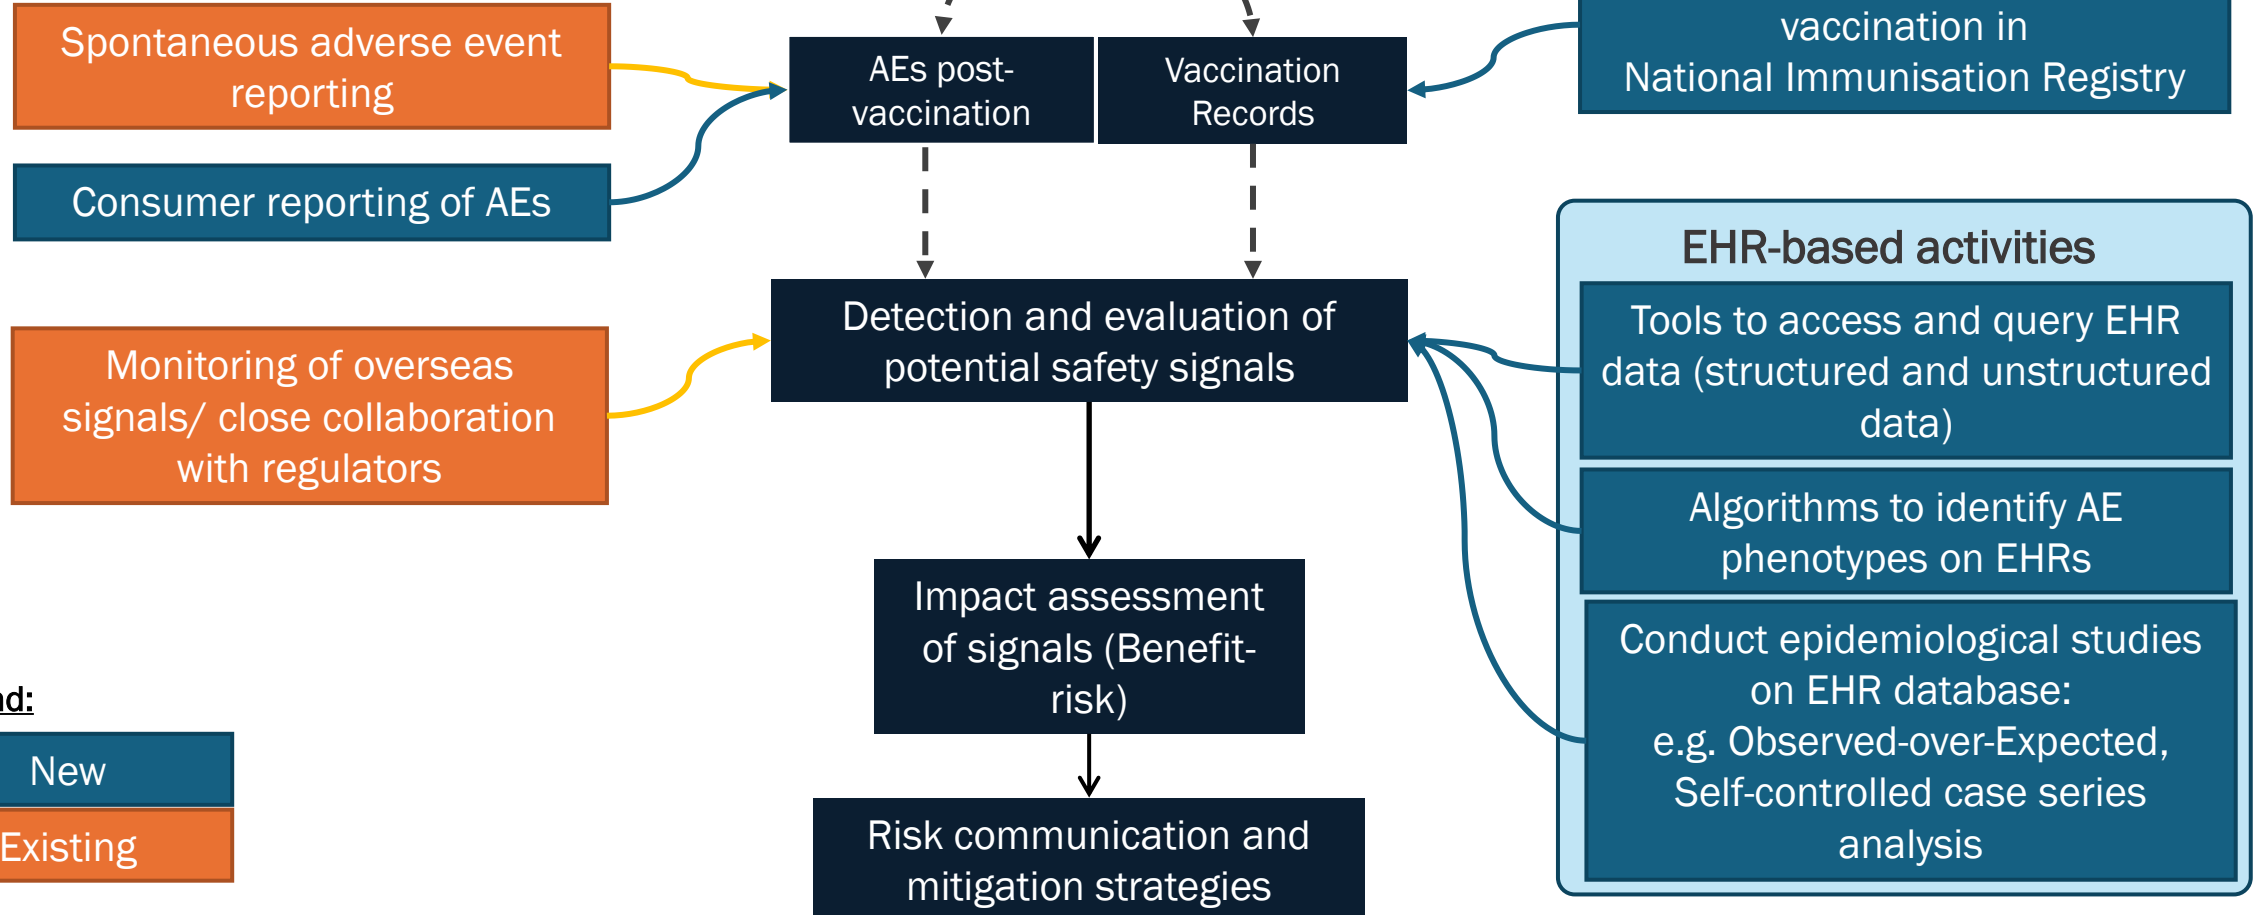 Spontaneous adverse event
reporting
Consumer reporting of AEs
Monitoring of overseas
signals/ close collaboration
with regulators
AEs post-
vaccination
Vaccination
Records
vaccination in
National Immunisation Registry
Detection and evaluation of
potential safety signals
Impact assessment
of signals (Benefit-
risk)
Risk communication and
mitigation strategies
EHR-based activities
Tools to access and query EHR
data (structured and unstructured
data)
Algorithms to identify AE
phenotypes on EHRs
Conduct epidemiological studies
on EHR database:
e.g. Observed-over-Expected,
Self-controlled case series
analysis
New
Existing